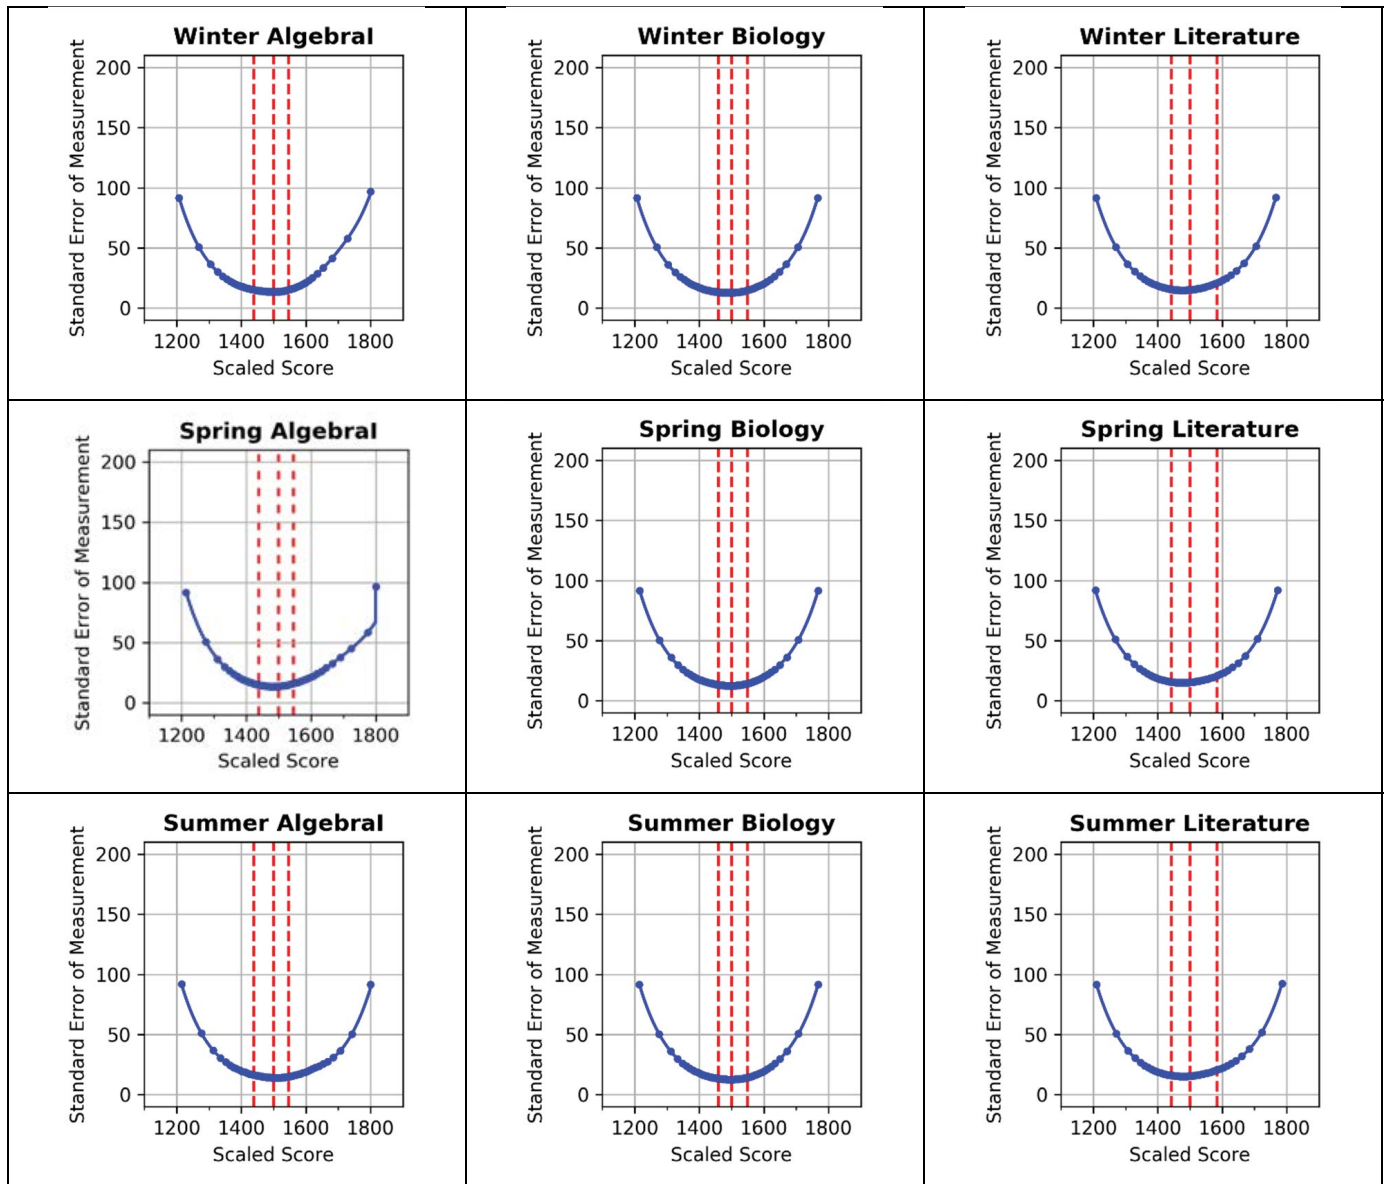 Winter AlgebraI
Standard Error of Measurement
200
150
100
50
0
1200 1400 1600 1800
Scaled Score
Winter Biology
Standard Error of Measurement
200
150
100
50
0
1200 1400 1600 1800
Scaled Score
Winter Literature
Standard Error of Measurement
200
150
100
50
0
1200 1400 1600 1800
Scaled Score
Spring AlgebraI
Standard Error of Measurement
200
150
100
50
0
1200 1400 1600 1800
Scaled Score
Spring Biology
Standard Error of Measurement
200
150
100
50
0
1200 1400 1600 1800
Scaled Score
Spring Literature
Standard Error of Measurement
200
150
100
50
0
1200 1400 1600 1800
Scaled Score
Summer AlgebraI
Standard Error of Measurement
200
150
100
50
0
1200 1400 1600 1800
Scaled Score
Summer Biology
Standard Error of Measurement
200
150
100
50
0
1200 1400 1600 1800
Scaled Score
Summer Literature
Standard Error of Measurement
200
150
100
50
0
1200 1400 1600 1800
Scaled Score